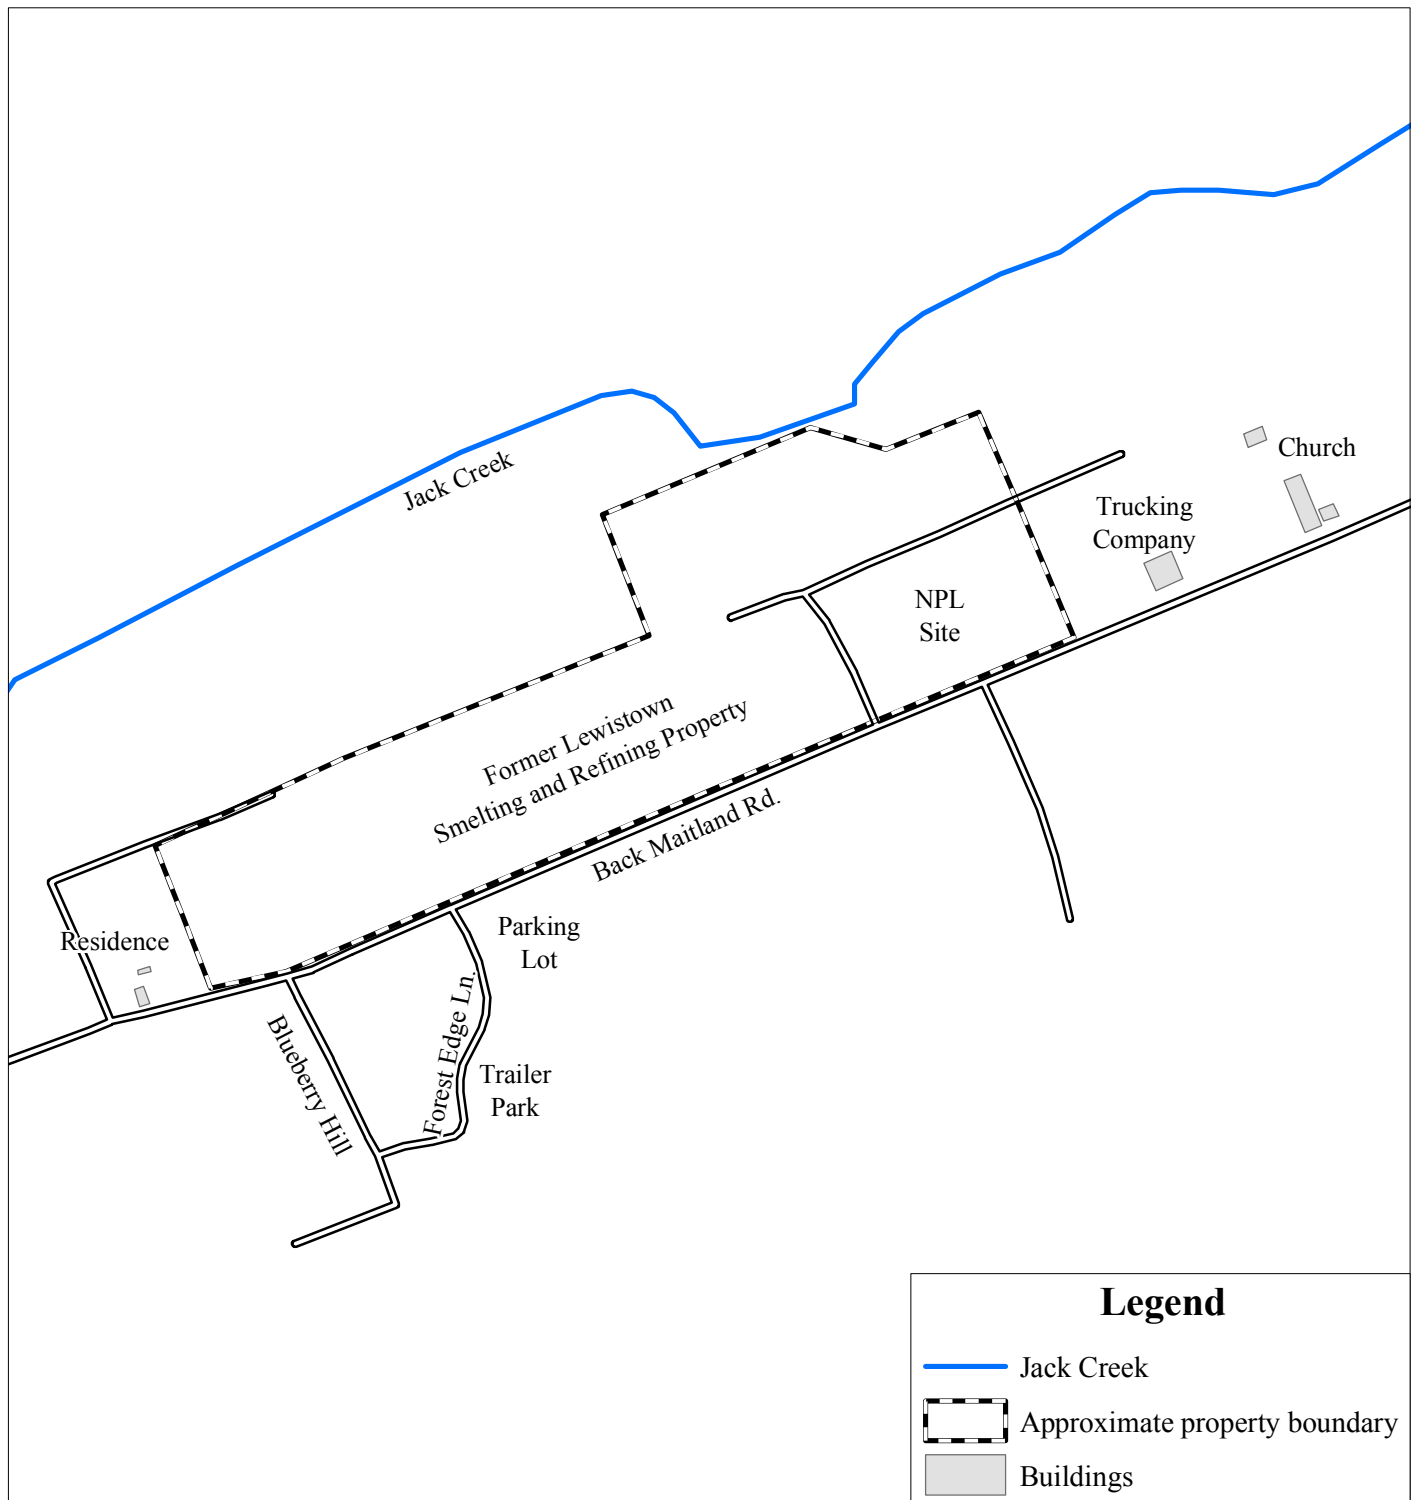 Jack Creek
Church
Trucking
Company
NPL
Site
Former Lewistown
Smelting and Refining Property
Back Maitland Rd.
Residence
Parking
Lot
Forest Edge Ln.
Blueberry Hill
Trailer
Park
Legend
Jack Creek
Approximate property boundary
Buildings